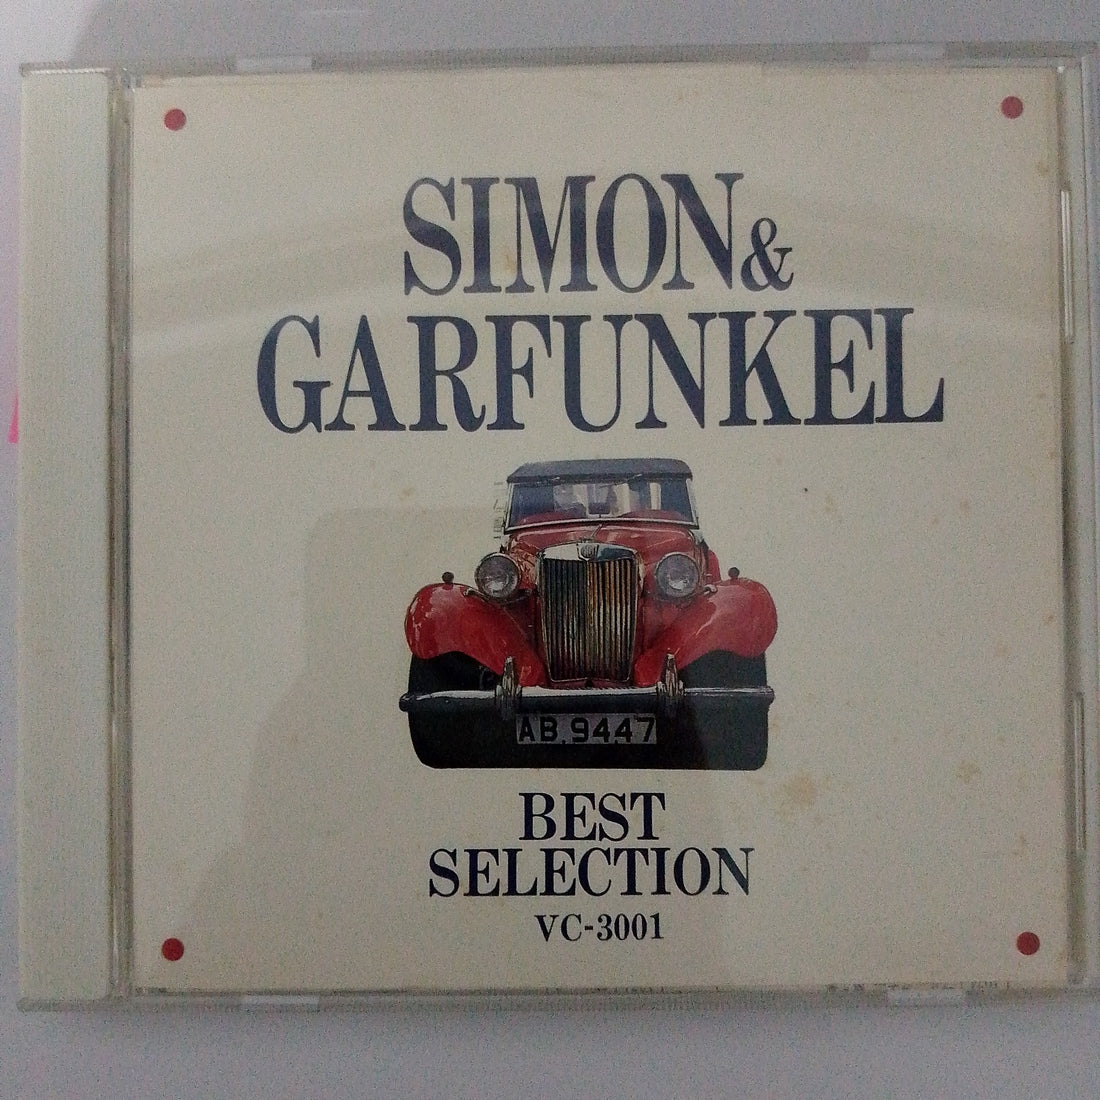 SIMON&
GARFUNKEL
AB.9447
BEST
SELECTION
VC-3001